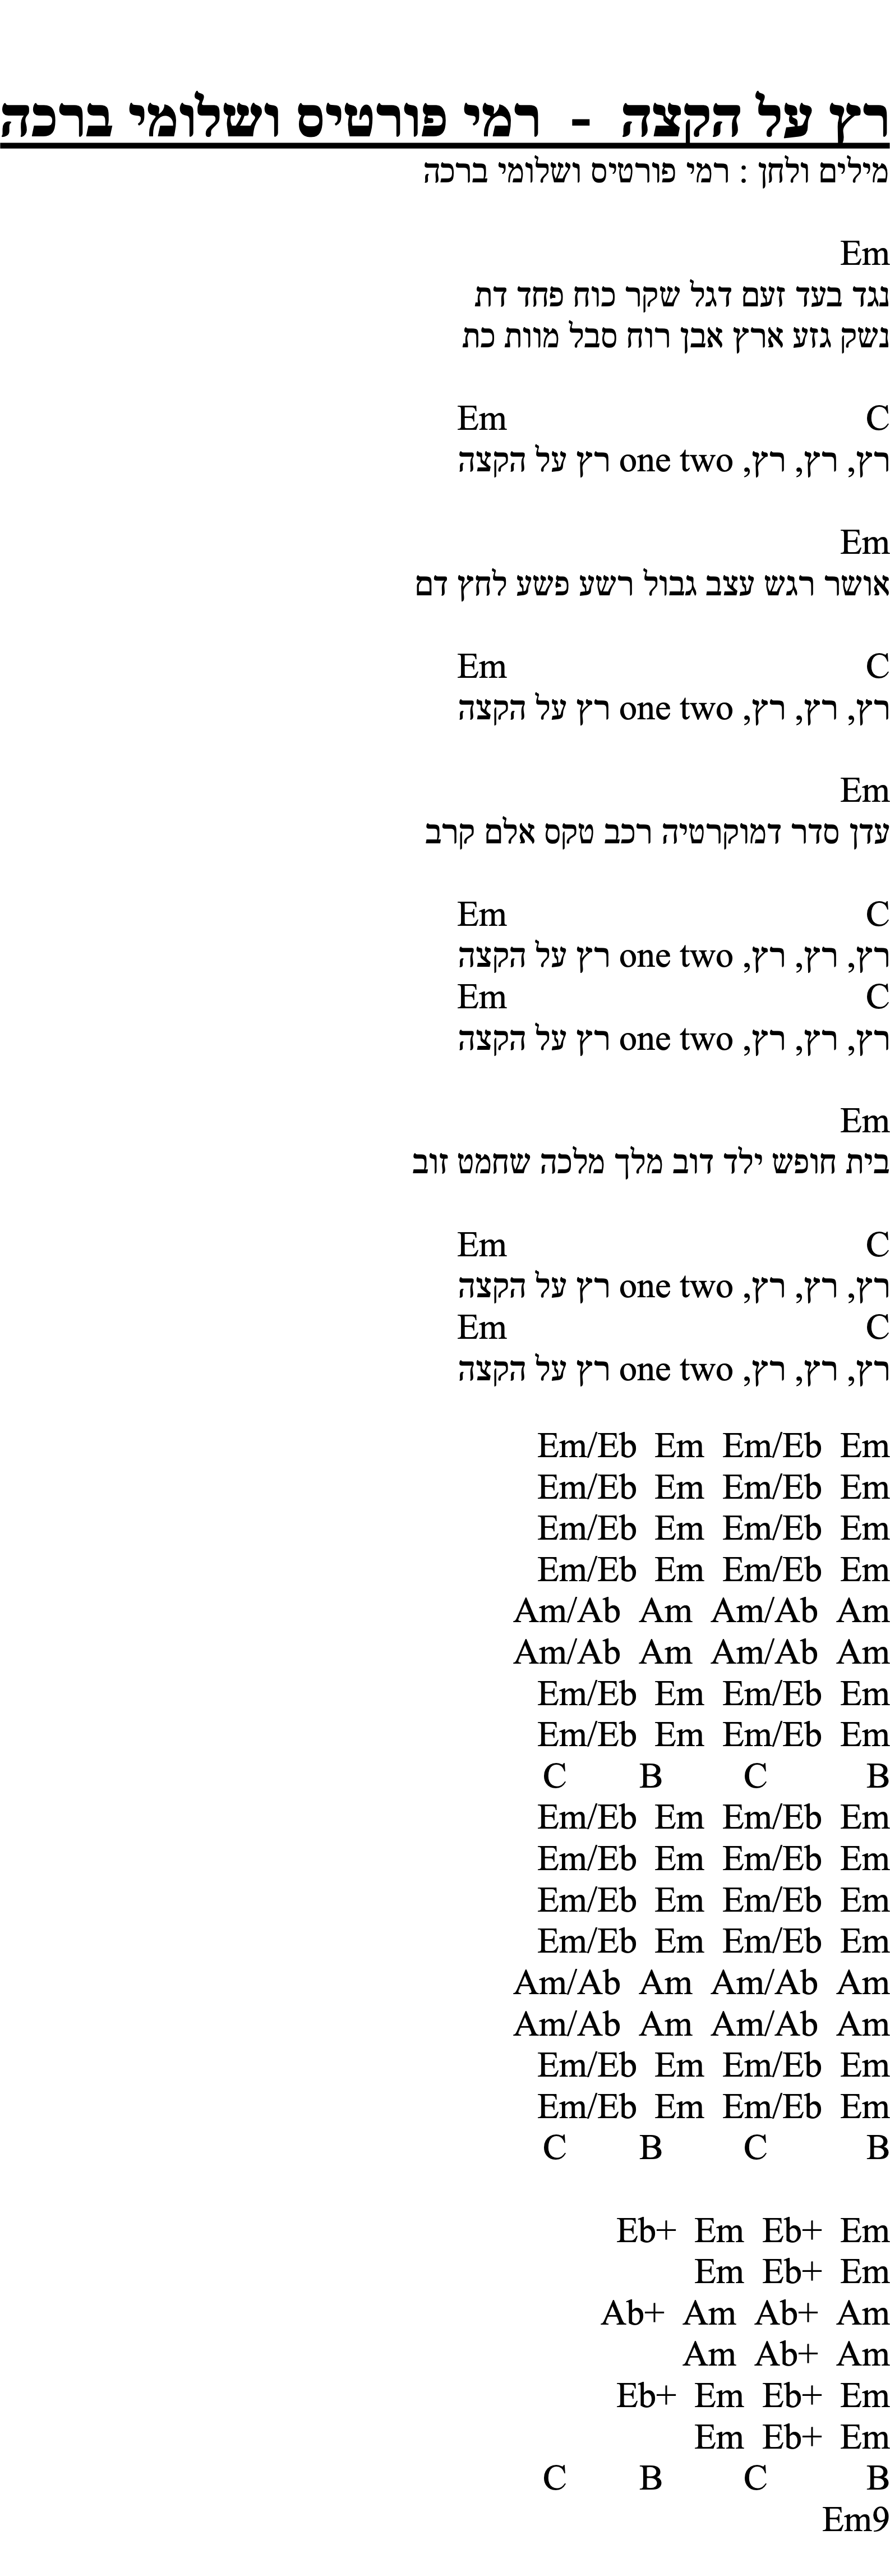 רץ על הקצה - רמי פורטיס ושלומי ברכה
מילים ולחן : רמי פורטיס ושלומי ברכה
Em
נגד בעד זעם דגל שקר כוח פחד דת
נשק גזע ארץ אבן רוח סבל מוות כת
C Em
רץ, רץ, רץ, one two רץ על הקצה
Em
אושר רגש עצב גבול רשע פשע לחץ דם
C Em
רץ, רץ, רץ, one two רץ על הקצה
Em
עדן סדר דמוקרטיה רכב טקס אלם קרב
C Em
רץ, רץ, רץ, one two רץ על הקצה
C Em
רץ, רץ, רץ, one two רץ על הקצה
Em
בית חופש ילד דוב מלך מלכה שחמט זוב
C Em
רץ, רץ, רץ, one two רץ על הקצה
C Em
רץ, רץ, רץ, one two רץ על הקצה
Em Em/Eb Em Em/Eb
Em Em/Eb Em Em/Eb
Em Em/Eb Em Em/Eb
Em Em/Eb Em Em/Eb
Am Am/Ab Am Am/Ab
Am Am/Ab Am Am/Ab
Em Em/Eb Em Em/Eb
Em Em/Eb Em Em/Eb
B C B C
Em Em/Eb Em Em/Eb
Em Em/Eb Em Em/Eb
Em Em/Eb Em Em/Eb
Em Em/Eb Em Em/Eb
Am Am/Ab Am Am/Ab
Am Am/Ab Am Am/Ab
Em Em/Eb Em Em/Eb
Em Em/Eb Em Em/Eb
B C B C
Em Eb+ Em Eb+
Em Eb+ Em
Am Ab+ Am Ab+
Am Ab+ Am
Em Eb+ Em Eb+
Em Eb+ Em
B C B C
Em9